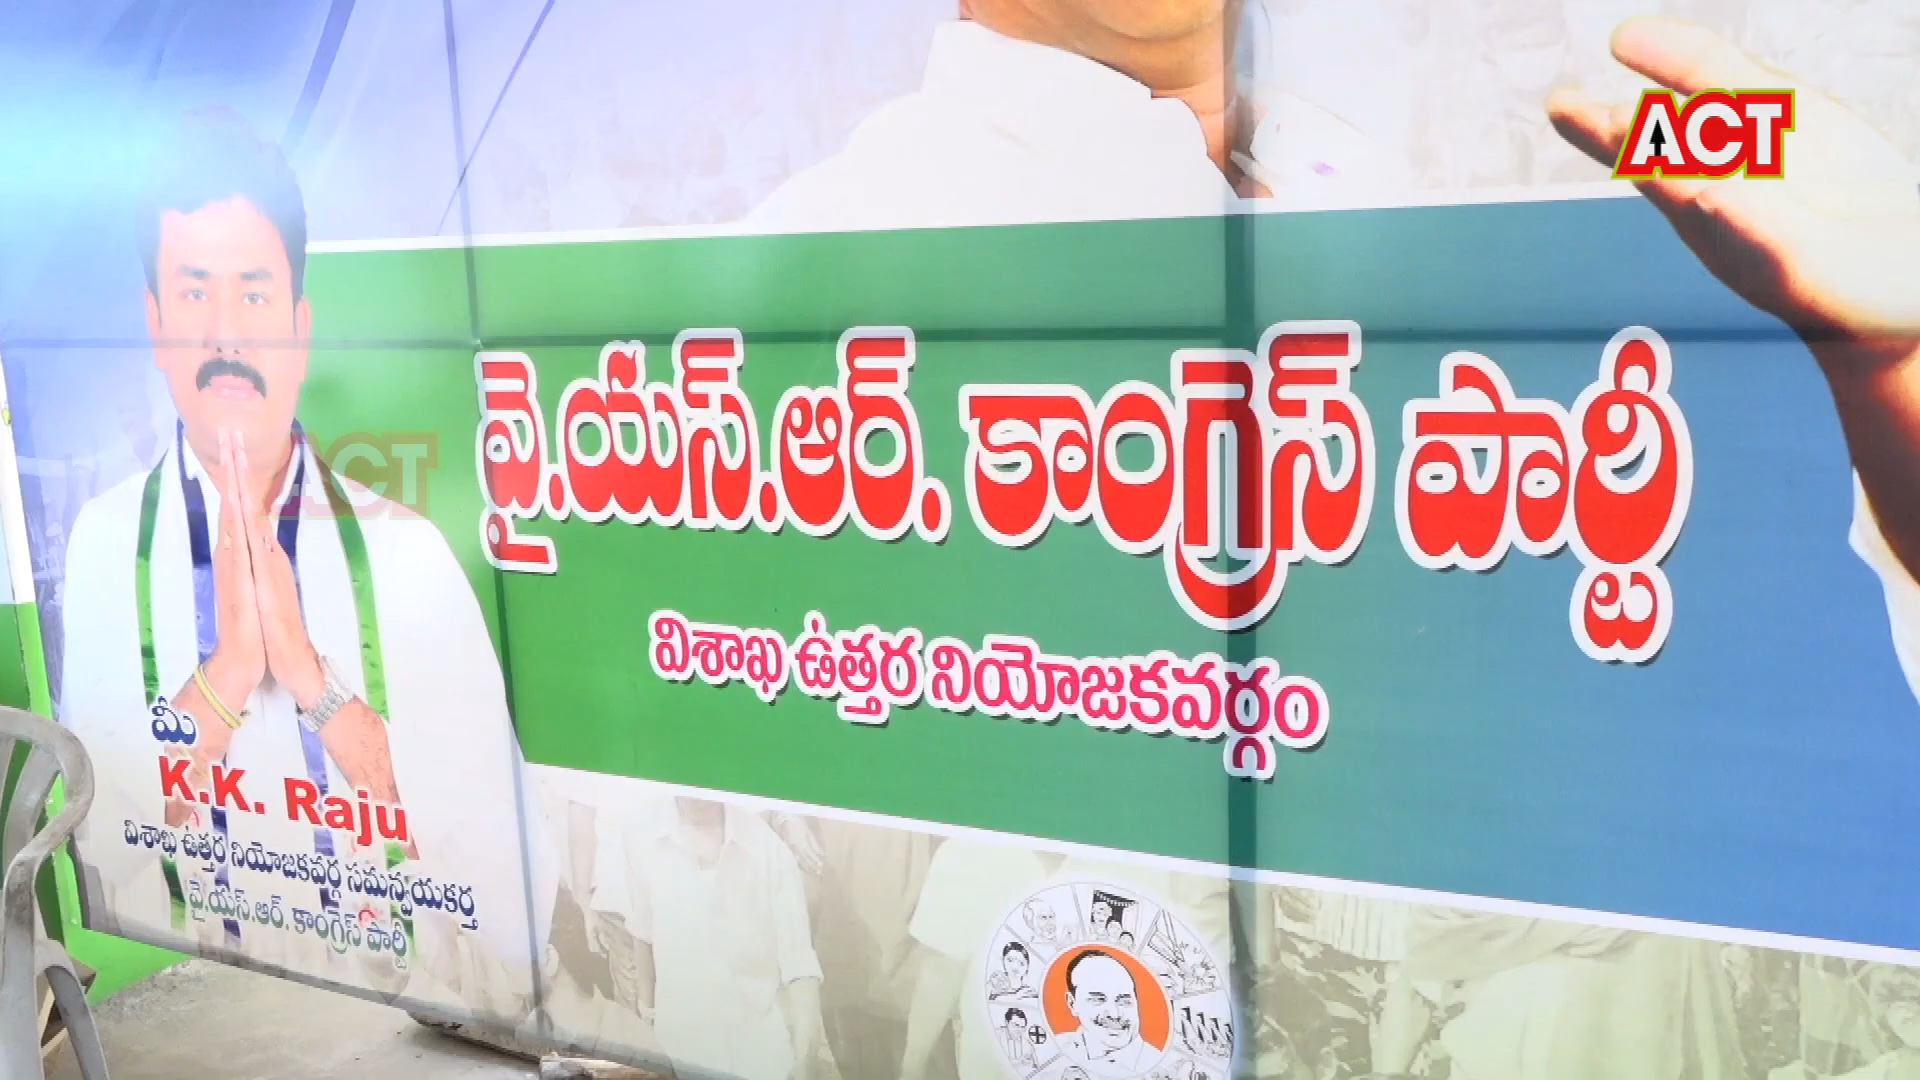 ACT
వై.యస్.ఆర్. కాంగ్రెస్ పార్టీ
విశాఖ ఉత్తర నియోజకవర్గం
ACT
మీ
K.K. Raju
విశాఖ ఉత్తర నియోజకవర్గ సమన్వయకర్త
వై.యస్.ఆర్. కాంగ్రెస్ పార్టీ